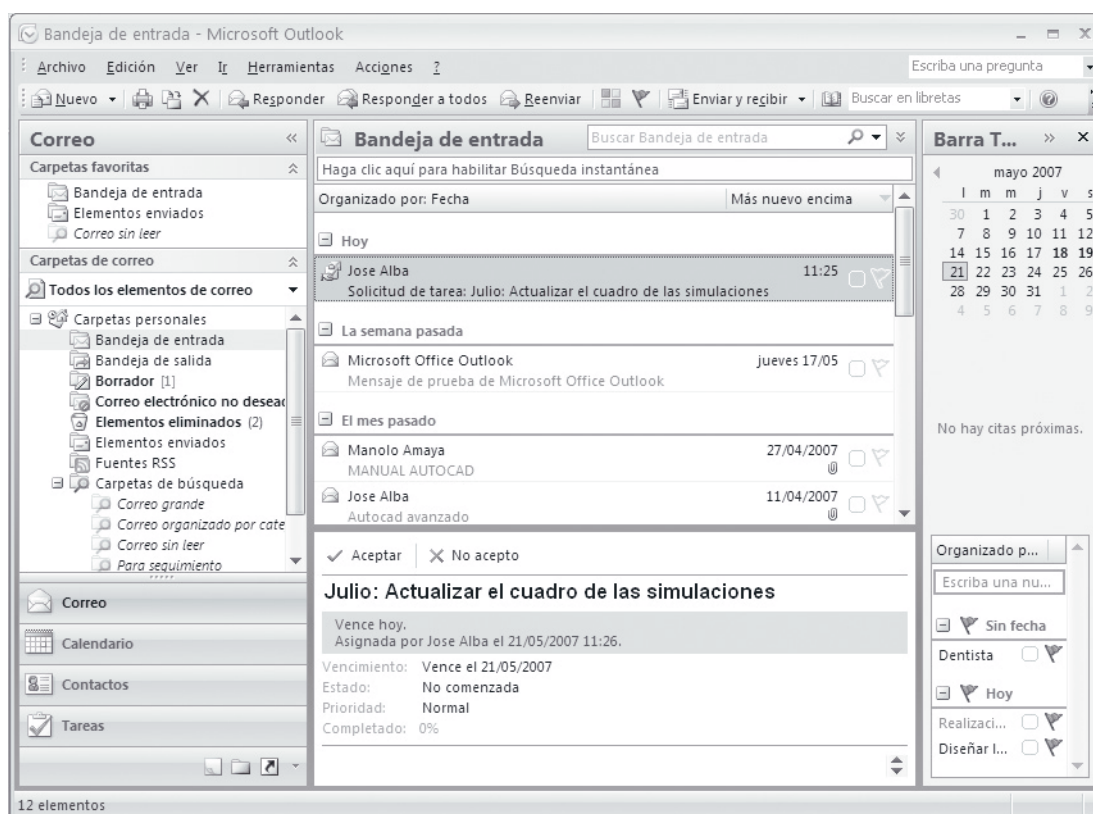 Bandeja de entrada - Microsoft Outlook
Archivo Edición Ver Ir Herramientas Acciones ? Escriba una pregunta
Nuevo Responder Responder a todos Reenviar Enviar y recibir Buscar en libretas
Correo
Carpetas favoritas
Bandeja de entrada
Elementos enviados
Correo sin leer
Carpetas de correo
Todos los elementos de correo
Carpetas personales
Bandeja de entrada
Bandeja de salida
Borrador [1]
Correo electrónico no desead
Elementos eliminados (2)
Elementos enviados
Fuentes RSS
Carpetas de búsqueda
Correo grande
Correo organizado por cate
Correo sin leer
Para seguimiento
Correo
Calendario
Contactos
Tareas
12 elementos
Bandeja de entrada Buscar Bandeja de entrada
Haga clic aquí para habilitar Búsqueda instantánea
Organizado por: Fecha Más nuevo encima
Hoy
Jose Alba 11:25
Solicitud de tarea: Julio: Actualizar el cuadro de las simulaciones
La semana pasada
Microsoft Office Outlook jueves 17/05
Mensaje de prueba de Microsoft Office Outlook
El mes pasado
Manolo Amaya 27/04/2007
MANUAL AUTOCAD
Jose Alba 11/04/2007
Autocad avanzado
Aceptar No acepto
Julio: Actualizar el cuadro de las simulaciones
Vence hoy.
Asignada por Jose Alba el 21/05/2007 11:26.
Vencimiento: Vence el 21/05/2007
Estado: No comenzada
Prioridad: Normal
Completado: 0%
Barra T...
mayo 2007
l m m j v s
30 1 2 3 4 5
7 8 9 10 11 12
14 15 16 17 18 19
21 22 23 24 25 26
28 29 30 31 1 2
4 5 6 7 8 9
No hay citas próximas.
Organizado p...
Escriba una nu...
Sin fecha
Dentista
Hoy
Realizaci...
Diseñar l...